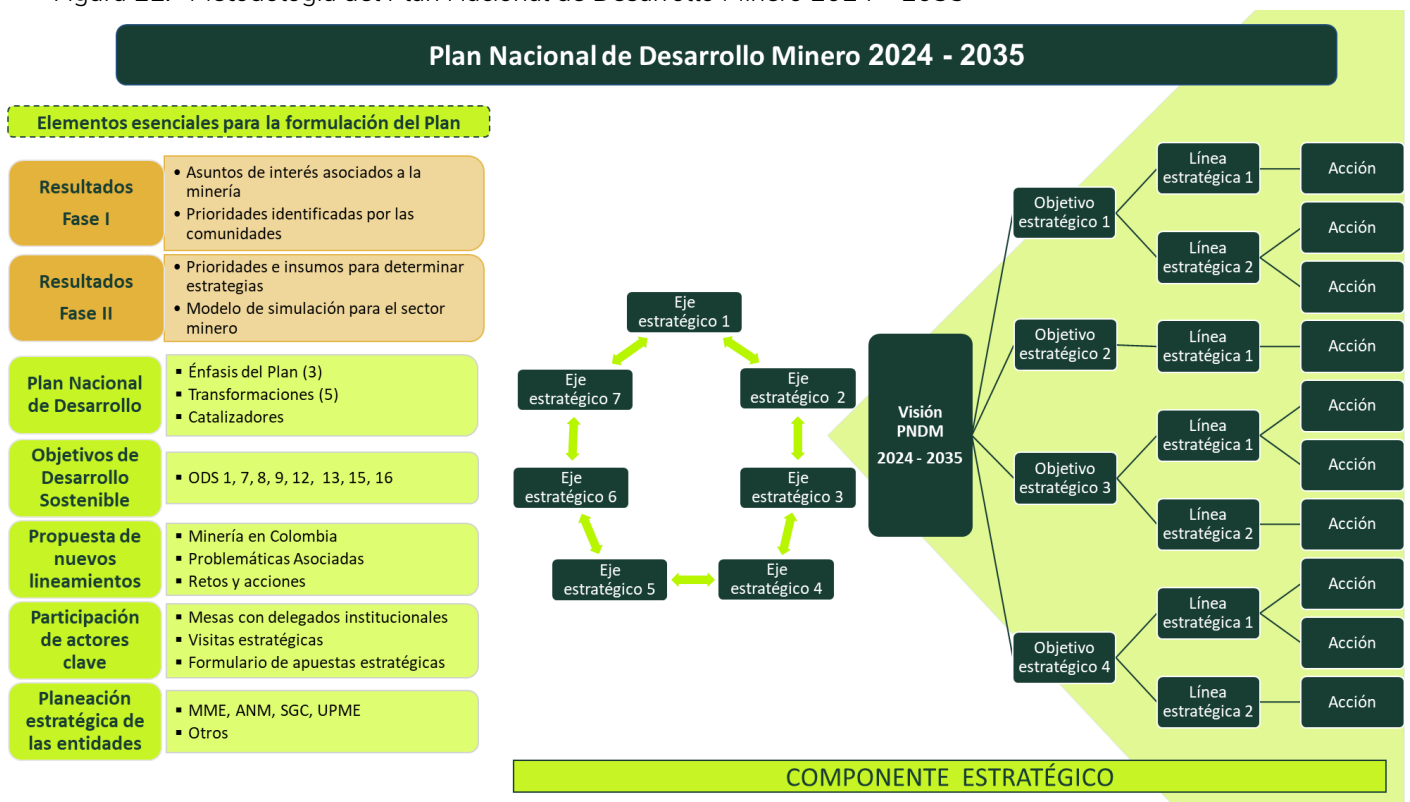 Plan Nacional de Desarrollo Minero 2024 - 2035
Elementos esenciales para la formulación del Plan
Resultados
Fase I
• Asuntos de interés asociados a la
minería
• Prioridades identificadas por las
comunidades
Resultados
Fase II
• Prioridades e insumos para determinar
estrategias
• Modelo de simulación para el sector
minero
Plan Nacional
de Desarrollo
▪ Énfasis del Plan (3)
▪ Transformaciones (5)
▪ Catalizadores
Objetivos de
Desarrollo
Sostenible
▪ ODS 1, 7, 8, 9, 12, 13, 15, 16
Propuesta de
nuevos
lineamientos
▪ Minería en Colombia
▪ Problemáticas Asociadas
▪ Retos y acciones
Participación
de actores
clave
▪ Mesas con delegados institucionales
▪ Visitas estratégicas
▪ Formulario de apuestas estratégicas
Planeación
estratégica de
las entidades
▪ MME, ANM, SGC, UPME
▪ Otros
Eje
estratégico 1
Eje
estratégico 2
Eje
estratégico 3
Eje
estratégico 4
Eje
estratégico 5
Eje
estratégico 6
Eje
estratégico 7
Visión
PNDM
2024 - 2035
Objetivo
estratégico 1
Línea
estratégica 1
Acción
Línea
estratégica 2
Acción
Acción
Objetivo
estratégico 2
Línea
estratégica 1
Acción
Objetivo
estratégico 3
Línea
estratégica 1
Acción
Acción
Línea
estratégica 2
Acción
Objetivo
estratégico 4
Línea
estratégica 1
Acción
Acción
Línea
estratégica 2
Acción
COMPONENTE ESTRATÉGICO